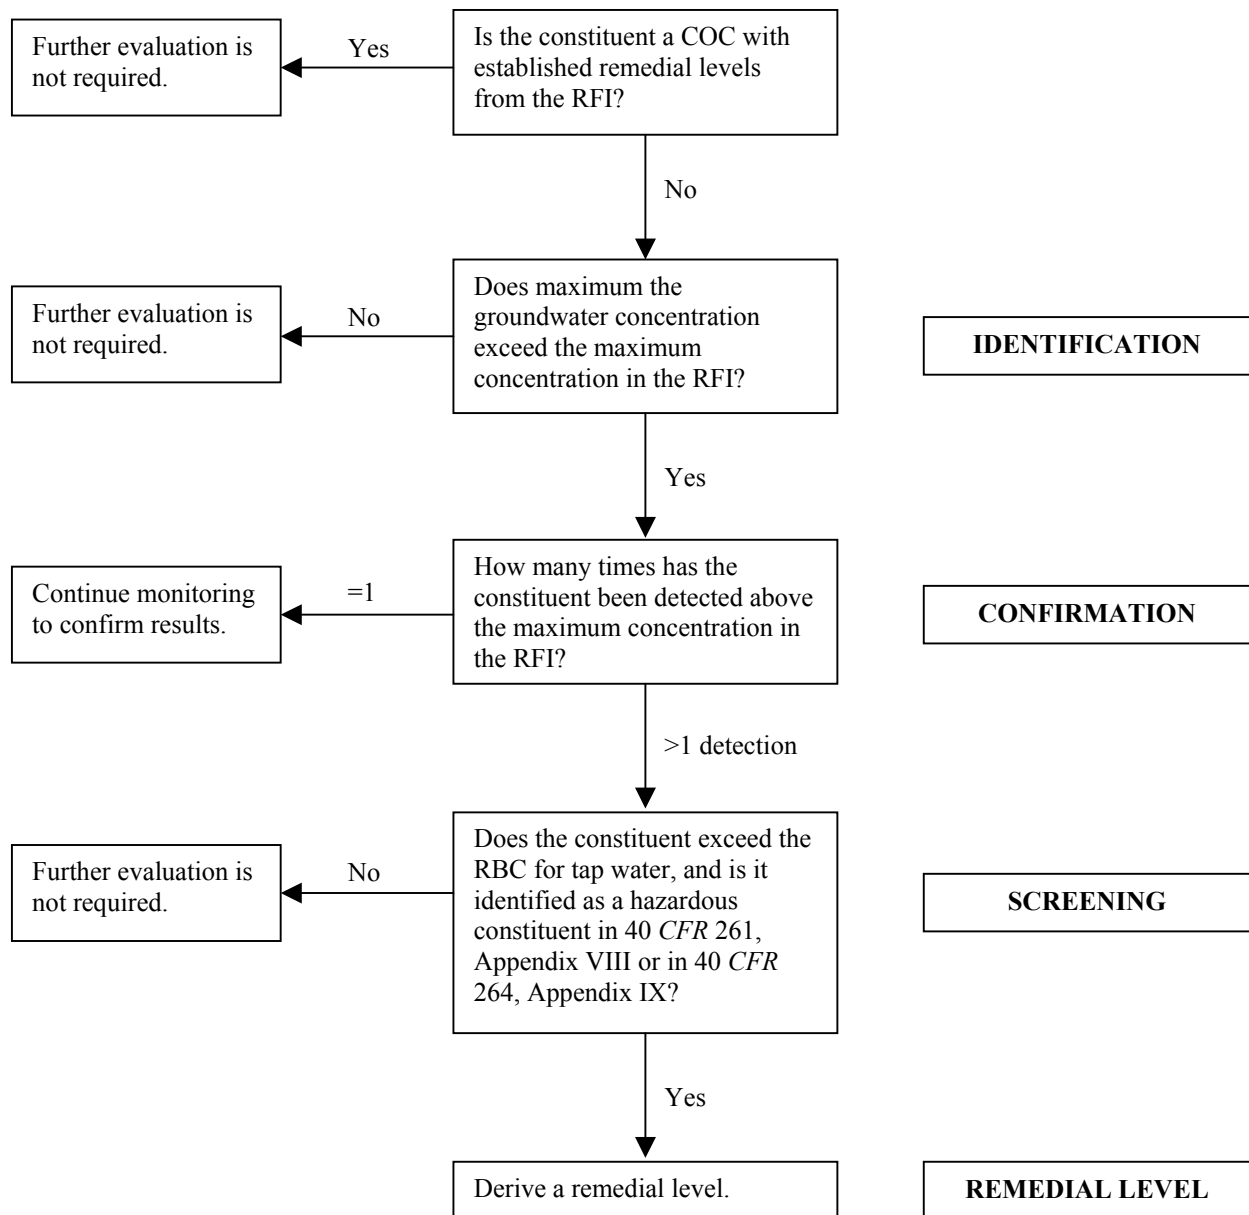 Further evaluation is
not required.
Yes
Is the constituent a COC with
established remedial levels
from the RFI?
No
Further evaluation is
not required.
No
Does maximum the
groundwater concentration
exceed the maximum
concentration in the RFI?
IDENTIFICATION
Yes
Continue monitoring
to confirm results.
=1
How many times has the
constituent been detected above
the maximum concentration in
the RFI?
CONFIRMATION
>1 detection
Further evaluation is
not required.
No
Does the constituent exceed the
RBC for tap water, and is it
identified as a hazardous
constituent in 40 CFR 261,
Appendix VIII or in 40 CFR
264, Appendix IX?
SCREENING
Yes
Derive a remedial level.
REMEDIAL LEVEL